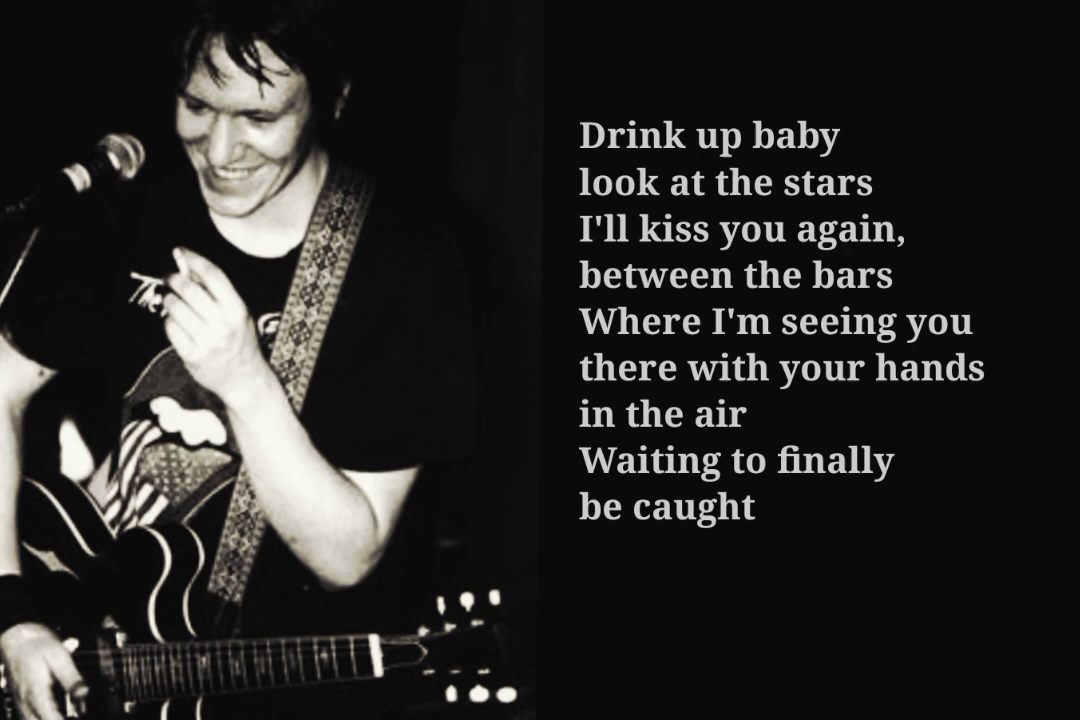 Drink up baby
look at the stars
I'll kiss you again,
between the bars
Where I'm seeing you
there with your hands
in the air
Waiting to finally
be caught